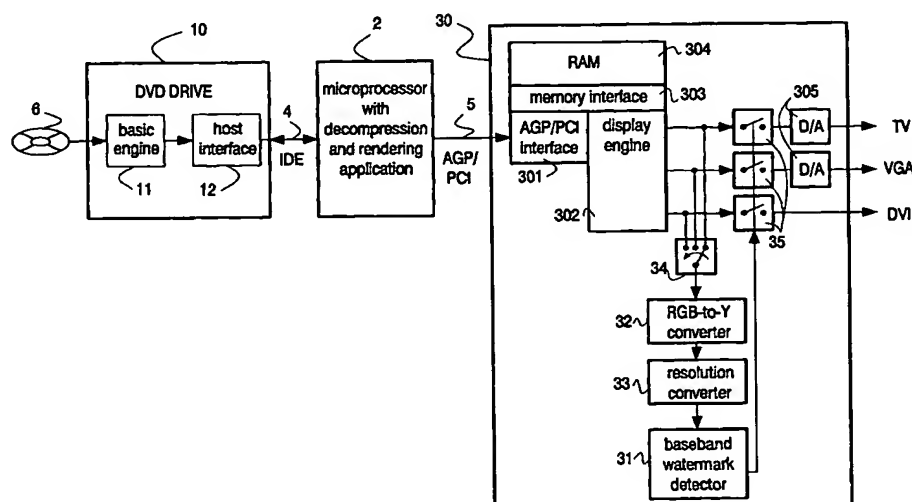 10
DVD DRIVE
6
basic
engine
11
host
interface
12
4
IDE
2
microprocessor
with
decompression
and rendering
application
5
AGP/
PCI
30
RAM
304
memory interface
303
AGP/PCI
interface
301
display
engine
302
305
D/A
TV
D/A
VGA
DVI
35
34
32
RGB-to-Y
converter
33
resolution
converter
31
baseband
watermark
detector